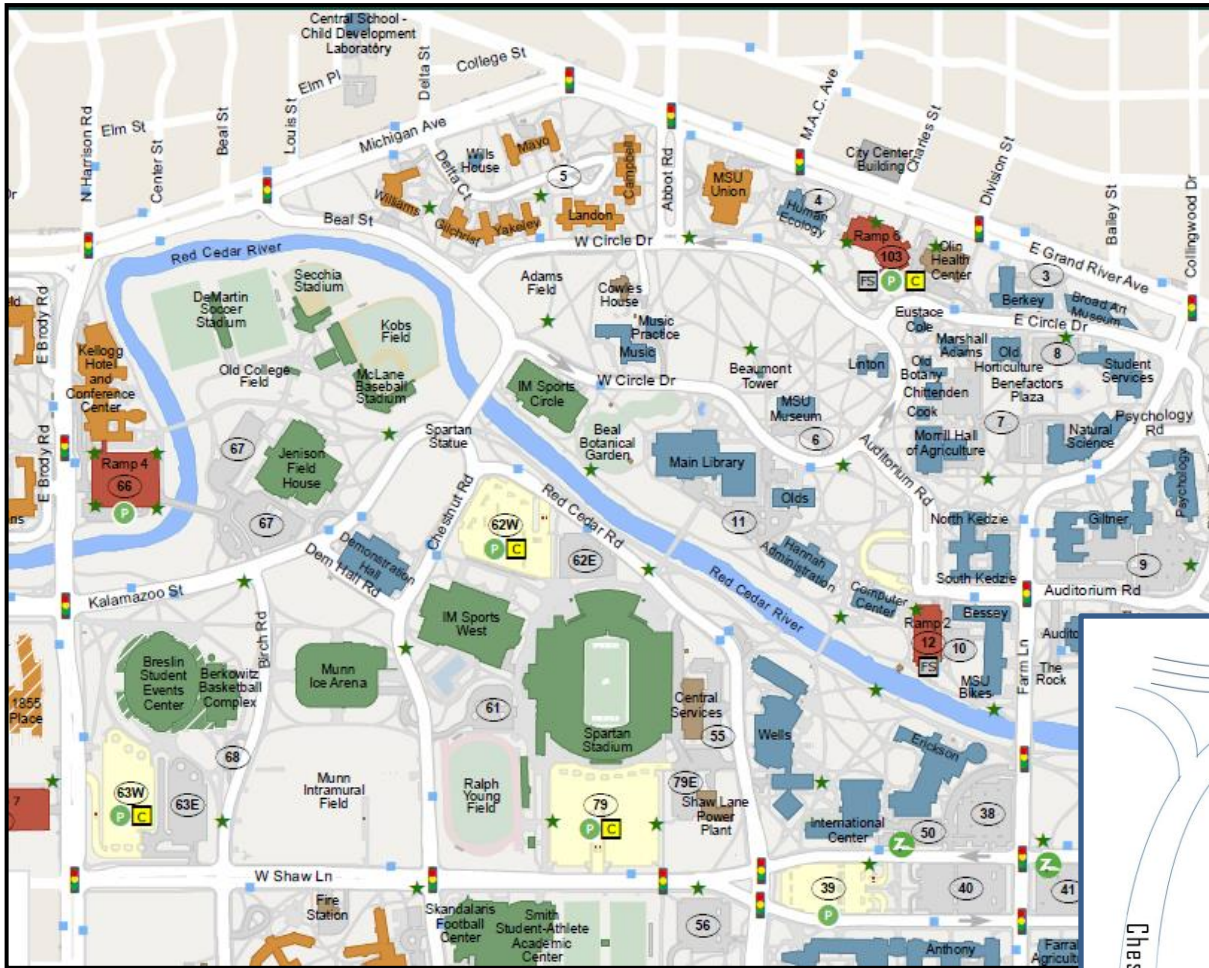 Central School -
Child Development
Laboratory
Delta St
College St
Elm Pl
Louis St
Elm St
Beal St
Center St
N Harrison Rd
Michigan Ave
M.A.C. Ave
Charles St
City Center
Building
Division St
Bailey St
Collingwood Dr
Dr
Abbot Rd
Wills
House
Mayo
Delta Ct
5
Campbell
Williams
Gilchrist
Yakeley
Landon
MSU
Union
4
Human
Ecology
Ramp 6
103
FS
P
C
Olin
Health
Center
E Grand River Ave
3
Berkey
Broad Art
Museum
Beal St
Red Cedar River
W Circle Dr
Adams
Field
Cowles
House
Music
Practice
Music
Eustace
Cole
E Circle Dr
Marshall
Adams
Old
Horticulture
8
Student
Services
Secchia
Stadium
DeMartin
Soccer
Stadium
Kobs
Field
Old College
Field
McLane
Baseball
Stadium
E Brody Rd
Kellogg
Hotel
and
Conference
Center
W Circle Dr
Beaumont
Tower
Linton
Old
Botany
Chittenden
Benefactors
Plaza
Cook
IM Sports
Circle
MSU
Museum
6
Morrill Hall
of Agriculture
7
Natural
Science
Psychology
Rd
Psychology
Beal
Botanical
Garden
Spartan
Statue
Auditorium Rd
E Brody Rd
Ramp 4
66
P
67
Jenison
Field
House
67
Main Library
Olds
11
Giltner
9
Chestnut Rd
62W
P
C
62E
Red Cedar Rd
Hannah
Administration
North Kedzie
South Kedzie
Auditorium Rd
Demonstration
Hall
Dem Hall Rd
Kalamazoo St
Red Cedar River
Computer
Center
Ramp 2
12
FS
10
Bessey
MSU
Bikes
Farm Ln
The
Rock
Birch Rd
IM Sports
West
Breslin
Student
Events
Center
Berkowitz
Basketball
Complex
Munn
Ice Arena
1855
Place
61
Spartan
Stadium
Central
Services
55
Wells
Erickson
68
63W
P
C
63E
Munn
Intramural
Field
Ralph
Young
Field
79
P
C
79E
Shaw Lane
Power
Plant
International
Center
50
38
7
W Shaw Ln
39
P
40
41
Fire
Station
Skandalaris
Football
Center
Smith
Student-Athlete
Academic
Center
56
Anthony
Ches